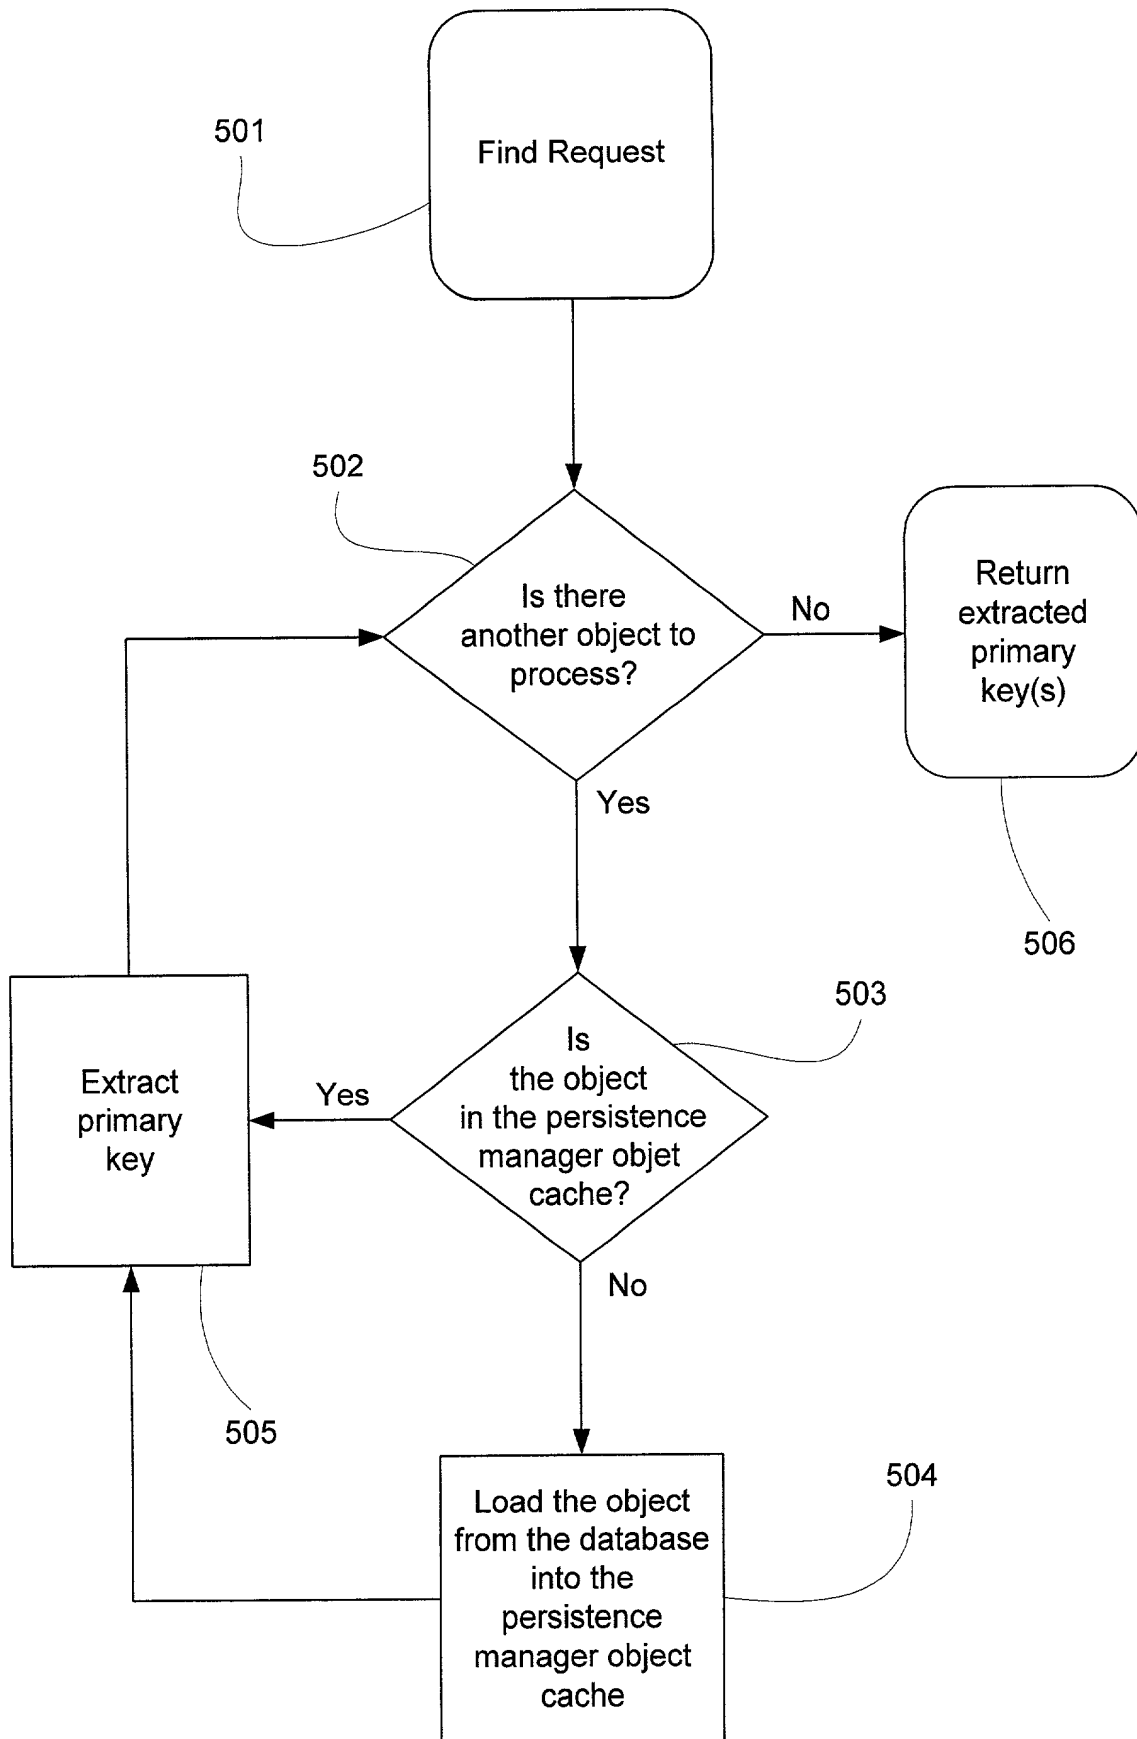 501
Find Request
502
Is there
another object to
process?
No
Return
extracted
primary
key(s)
Yes
506
503
Is
the object
in the persistence
manager objet
cache?
Yes
Extract
primary
key
No
505
504
Load the object
from the database
into the
persistence
manager object
cache